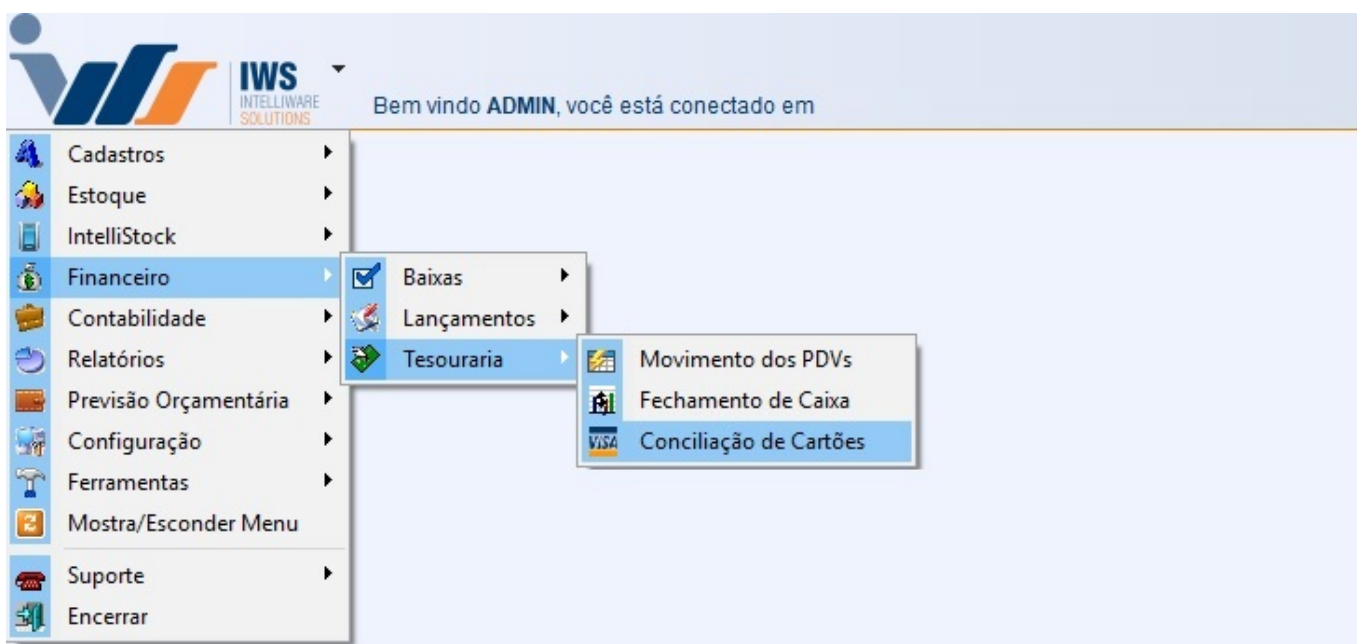 IWS
INTELLIWARE
SOLUTIONS
Bem vindo ADMIN, você está conectado em
Cadastros
Estoque
IntelliStock
Financeiro
Contabilidade
Relatórios
Previsão Orçamentária
Configuração
Ferramentas
Mostra/Esconder Menu
Suporte
Encerrar
Baixas
Lançamentos
Tesouraria
Movimento dos PDVs
Fechamento de Caixa
VISA Conciliação de Cartões